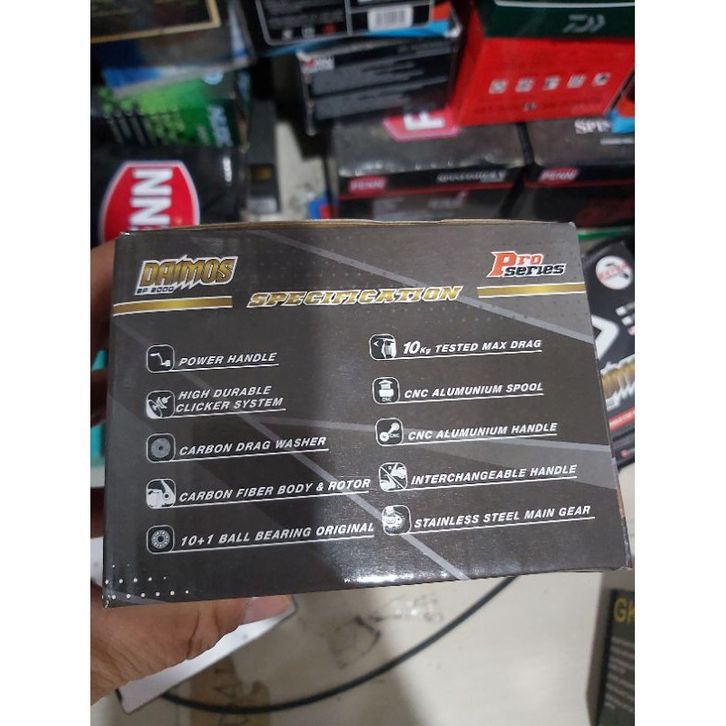 PENN
PENN
DAIMOS
SP 2000
Pro
Series
SPECIFICATION
POWER HANDLE
HIGH DURABLE
CLICKER SYSTEM
CARBON DRAG WASHER
CARBON FIBER BODY & ROTOR
10+1 BALL BEARING ORIGINAL
10Kg TESTED MAX DRAG
CNC ALUMUNIUM SPOOL
CNC ALUMUNIUM HANDLE
INTERCHANGEABLE HANDLE
STAINLESS STEEL MAIN GEAR